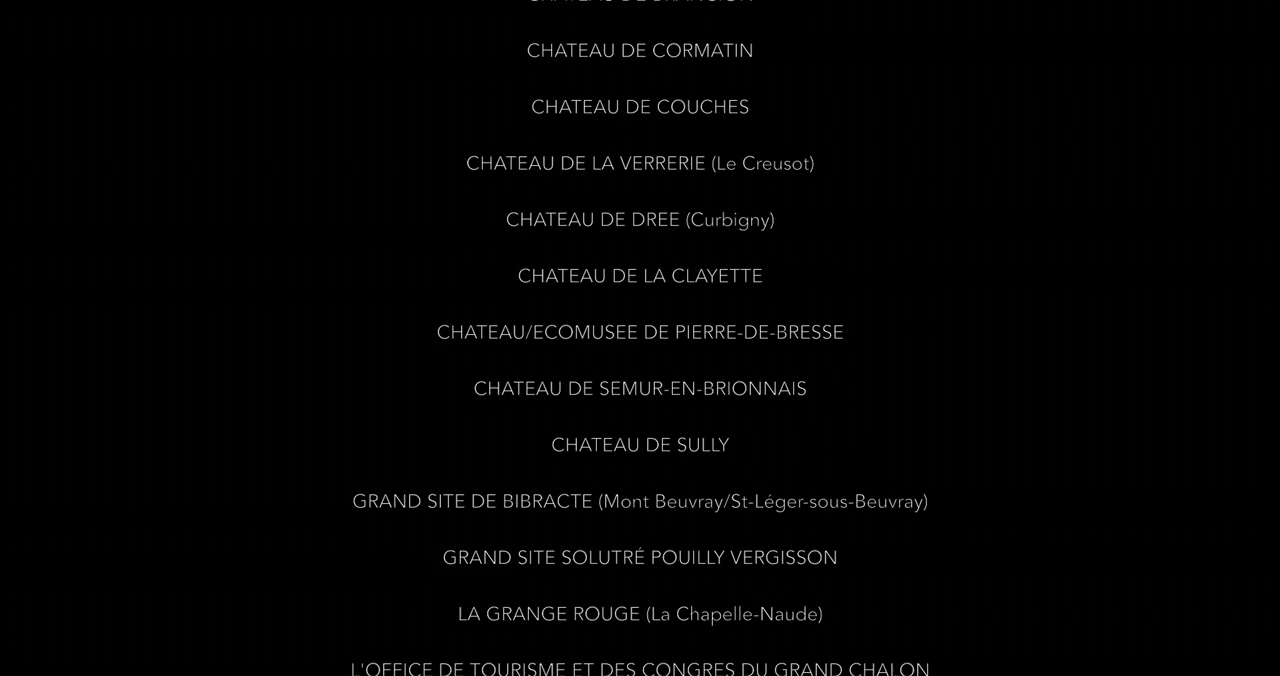 CHATEAU DE CORMATIN
CHATEAU DE COUCHES
CHATEAU DE LA VERRERIE (Le Creusot)
CHATEAU DE DREE (Curbigny)
CHATEAU DE LA CLAYETTE
CHATEAU/ECOMUSEE DE PIERRE-DE-BRESSE
CHATEAU DE SEMUR-EN-BRIONNAIS
CHATEAU DE SULLY
GRAND SITE DE BIBRACTE (Mont Beuvray/St-Léger-sous-Beuvray)
GRAND SITE SOLUTRÉ POUILLY VERGISSON
LA GRANGE ROUGE (La Chapelle-Naude)
L'OFFICE DE TOURISME ET DES CONGRES DU GRAND CHALON